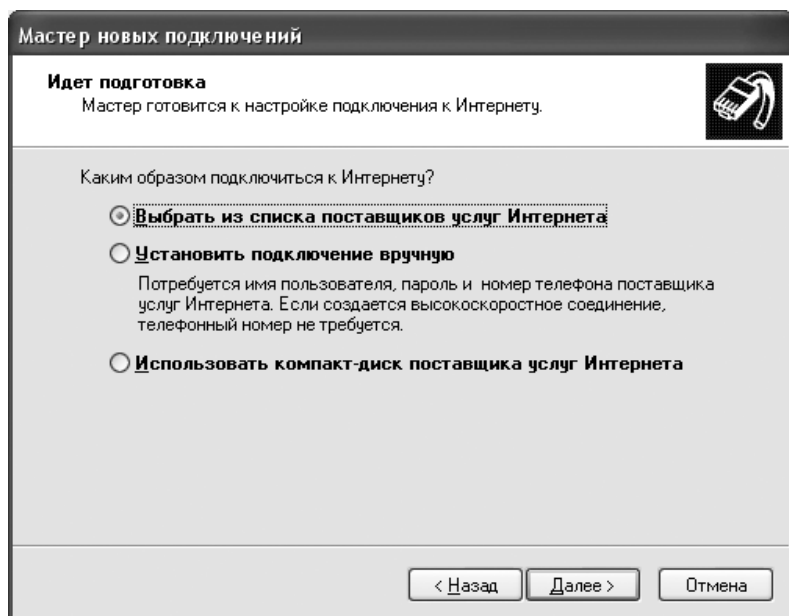 Мастер новых подключений
Идет подготовка
Мастер готовится к настройке подключения к Интернету.
Каким образом подключиться к Интернету?
Выбрать из списка поставщиков услуг Интернета
Установить подключение вручную
Потребуется имя пользователя, пароль и номер телефона поставщика
услуг Интернета. Если создается высокоскоростное соединение,
телефонный номер не требуется.
Использовать компакт-диск поставщика услуг Интернета
< Назад Далее > Отмена